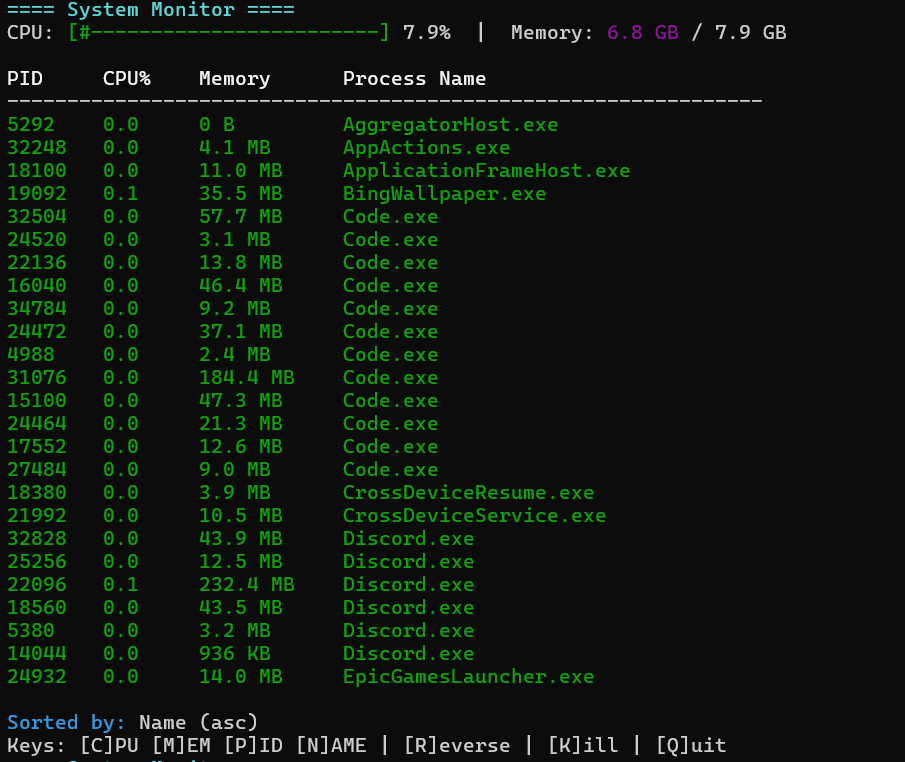 ==== System Monitor ====
CPU: [#------------------------] 7.9%  |  Memory: 6.8 GB / 7.9 GB
PID     CPU%    Memory      Process Name
---------------------------------------------------------------
5292    0.0     0 B         AggregatorHost.exe
32248   0.0     4.1 MB      AppActions.exe
18100   0.0     11.0 MB     ApplicationFrameHost.exe
19092   0.1     35.5 MB     BingWallpaper.exe
32504   0.0     57.7 MB     Code.exe
24520   0.0     3.1 MB      Code.exe
22136   0.0     13.8 MB     Code.exe
16040   0.0     46.4 MB     Code.exe
34784   0.0     9.2 MB      Code.exe
24472   0.0     37.1 MB     Code.exe
4988    0.0     2.4 MB      Code.exe
31076   0.0     184.4 MB    Code.exe
15100   0.0     47.3 MB     Code.exe
24464   0.0     21.3 MB     Code.exe
17552   0.0     12.6 MB     Code.exe
27484   0.0     9.0 MB      Code.exe
18380   0.0     3.9 MB      CrossDeviceResume.exe
21992   0.0     10.5 MB     CrossDeviceService.exe
32828   0.0     43.9 MB     Discord.exe
25256   0.0     12.5 MB     Discord.exe
22096   0.1     232.4 MB    Discord.exe
18560   0.0     43.5 MB     Discord.exe
5380    0.0     3.2 MB      Discord.exe
14044   0.0     936 KB      Discord.exe
24932   0.0     14.0 MB     EpicGamesLauncher.exe
Sorted by: Name (asc)
Keys: [C]PU [M]EM [P]ID [N]AME | [R]everse | [K]ill | [Q]uit